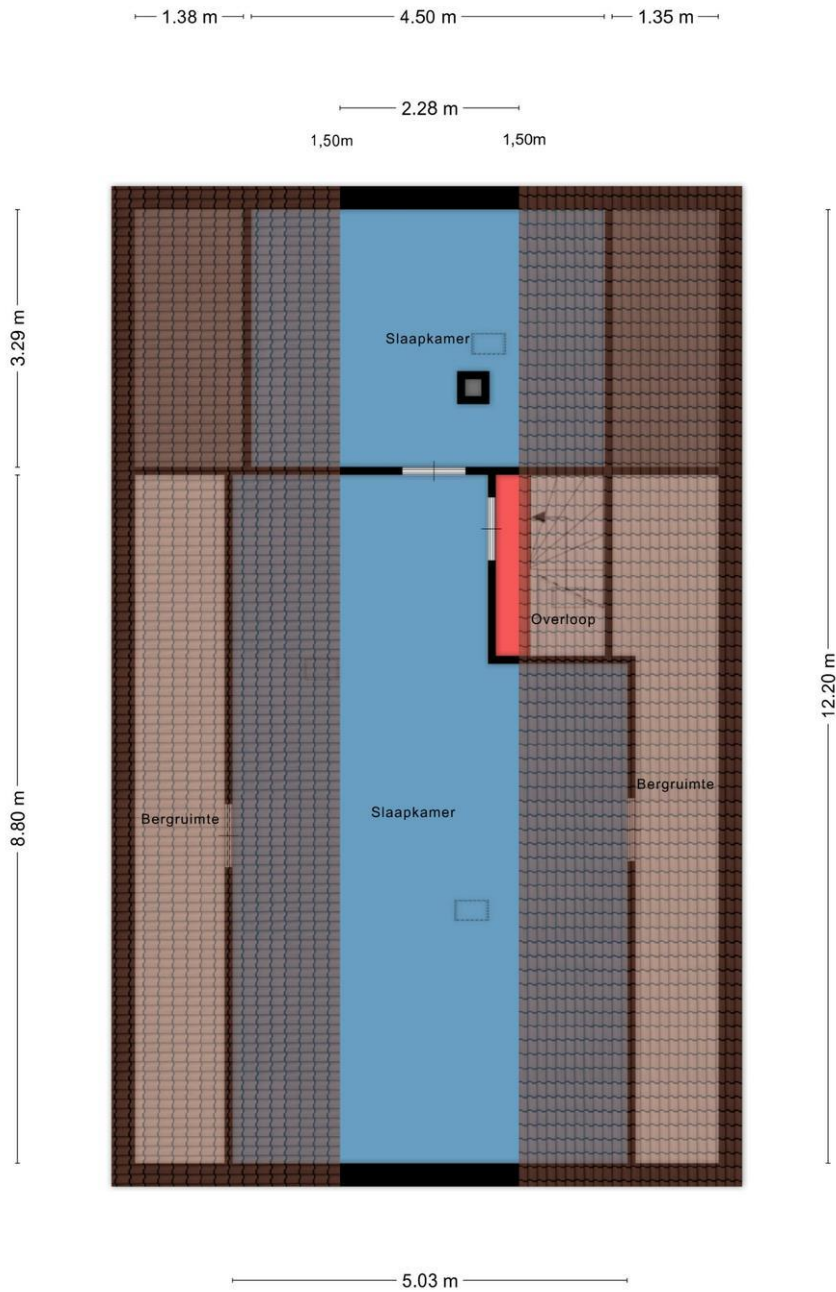 1.38 m 4.50 m 1.35 m
2.28 m
1,50m 1,50m
3.29 m
Slaapkamer
Overloop
12.20 m
Bergruimte
8.80 m
Slaapkamer
Bergruimte
5.03 m